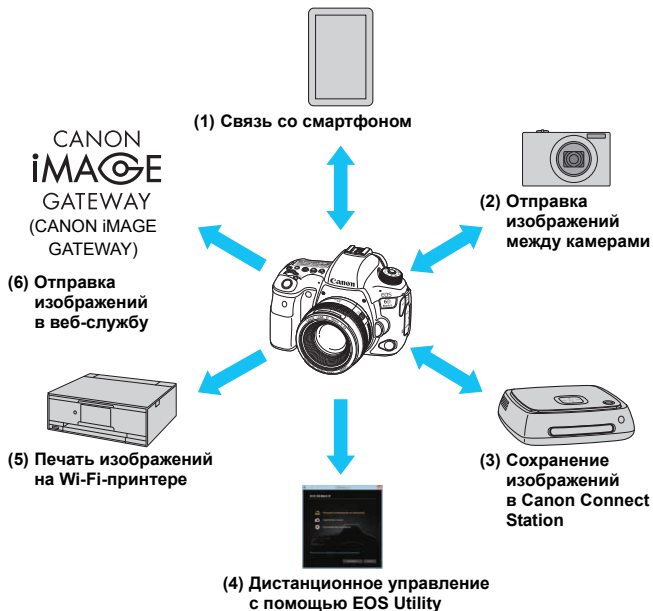 (1) Связь со смартфоном
CANON
iMAGE
GATEWAY
(CANON iMAGE
GATEWAY)
(2) Отправка
изображений
между камерами
(6) Отправка
изображений
в веб-службу
Canon
EOS
6D
(5) Печать изображений
на Wi-Fi-принтере
(3) Сохранение
изображений
в Canon Connect
Station
(4) Дистанционное управление
с помощью EOS Utility